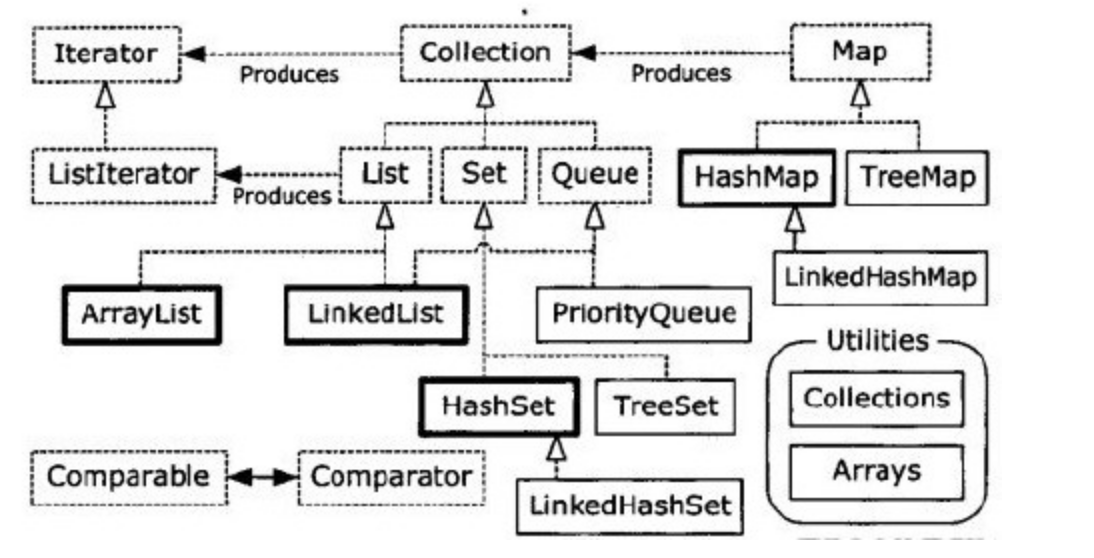 Iterator
Collection
Map
Produces
Produces
ListIterator
List
Set
Queue
HashMap
TreeMap
Produces
LinkedHashMap
ArrayList
LinkedList
PriorityQueue
Utilities
Collections
HashSet
TreeSet
Arrays
Comparable
Comparator
LinkedHashSet